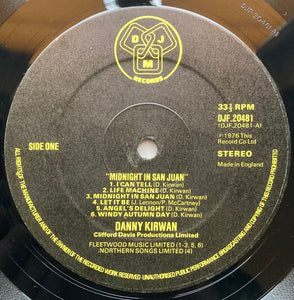 D J M
RECORDS
33⅓ RPM
DJF.20481
(DJF.20481-A)
℗ 1976 This
Record Co Ltd
SIDE ONE
STEREO
Made in England.
"MIDNIGHT IN SAN JUAN"
1. I CAN TELL (D. Kirwan)
2. LIFE MACHINE (D. Kirwan)
3. MIDNIGHT IN SAN JUAN (D. Kirwan)
4. LET IT BE (J. Lennon/P. McCartney)
5. ANGEL'S DELIGHT (D. Kirwan)
6. WINDY AUTUMN DAY (D. Kirwan)
DANNY KIRWAN
Clifford Davis Productions Limited
FLEETWOOD MUSIC LIMITED (1-3, 5, 6)
NORTHERN SONGS LIMITED (4)
ALL RIGHTS OF THE MANUFACTURER AND OF THE OWNER OF THE RECORDED WORK RESERVED · UNAUTHORISED PUBLIC PERFORMANCE, BROADCASTING AND COPYING OF THIS RECORD PROHIBITED